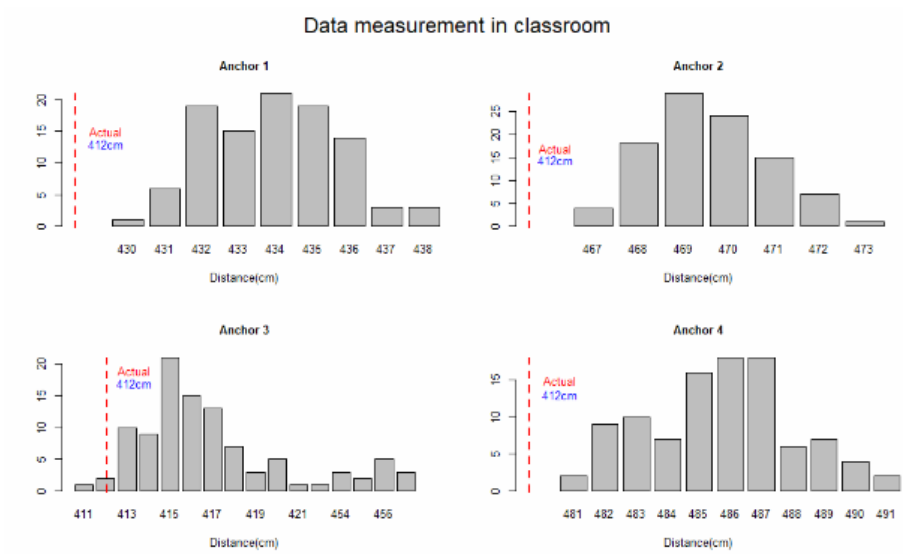 Data measurement in classroom
Anchor 1
20
15
10
5
0
Actual
412cm
430 431 432 433 434 435 436 437 438
Distance(cm)
Anchor 2
25
20
15
10
5
0
Actual
412cm
467 468 469 470 471 472 473
Distance(cm)
Anchor 3
20
15
10
5
0
Actual
412cm
411 413 415 417 419 421 454 456
Distance(cm)
Anchor 4
15
10
5
0
Actual
412cm
481 482 483 484 485 486 487 488 489 490 491
Distance(cm)